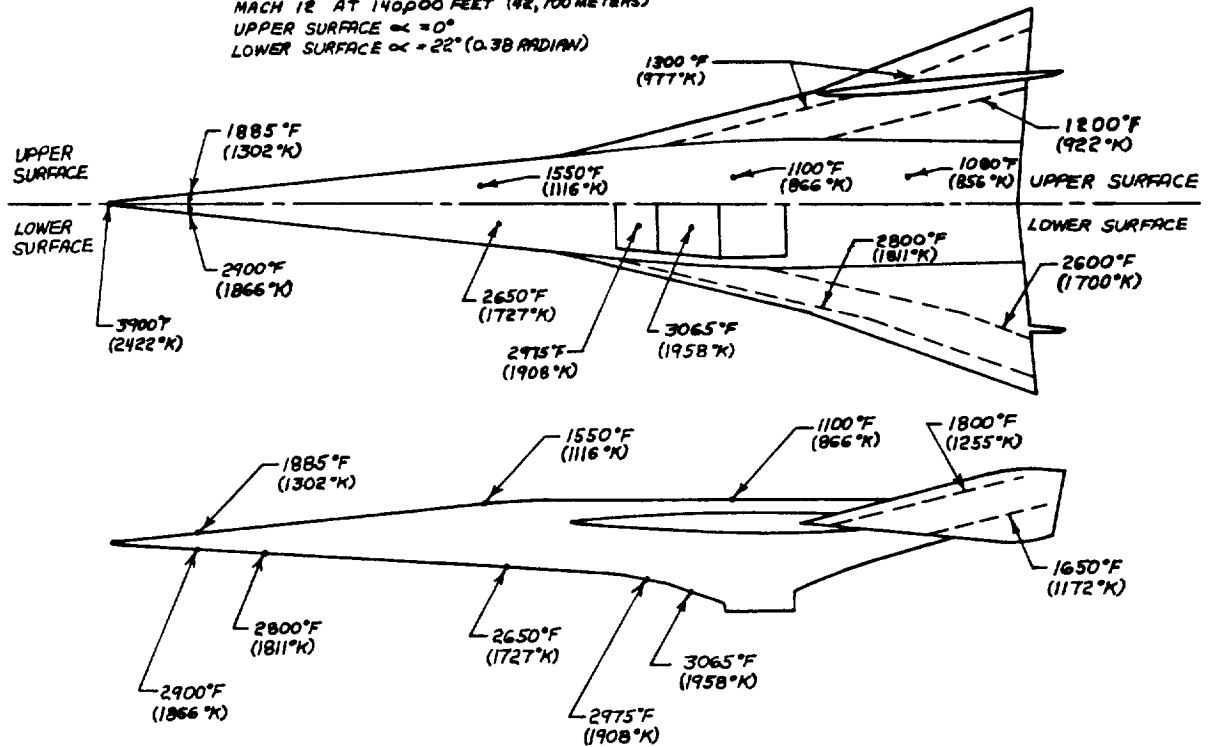 MACH 12 AT 140,000 FEET (42,700 METERS)
UPPER SURFACE ∝ = 0°
LOWER SURFACE ∝ = 22° (0.38 RADIAN)
1300 °F
(977°K)
1885°F
(1302°K)
1200°F
(922°K)
UPPER
SURFACE
1550°F
(1116°K)
1100°F
(866°K)
1080°F
(856°K)
UPPER SURFACE
LOWER
SURFACE
LOWER SURFACE
2900°F
(1866°K)
2800°F
(1811°K)
2600°F
(1700°K)
2650°F
(1727°K)
3900°F
(2422°K)
3065°F
(1958°K)
2975°F
(1908°K)
1550°F
(1116°K)
1100°F
(866°K)
1800°F
(1255°K)
1885°F
(1302°K)
1650°F
(1172°K)
2800°F
(1811°K)
2650°F
(1727°K)
3065°F
(1958°K)
2900°F
(1866°K)
2975°F
(1908°K)